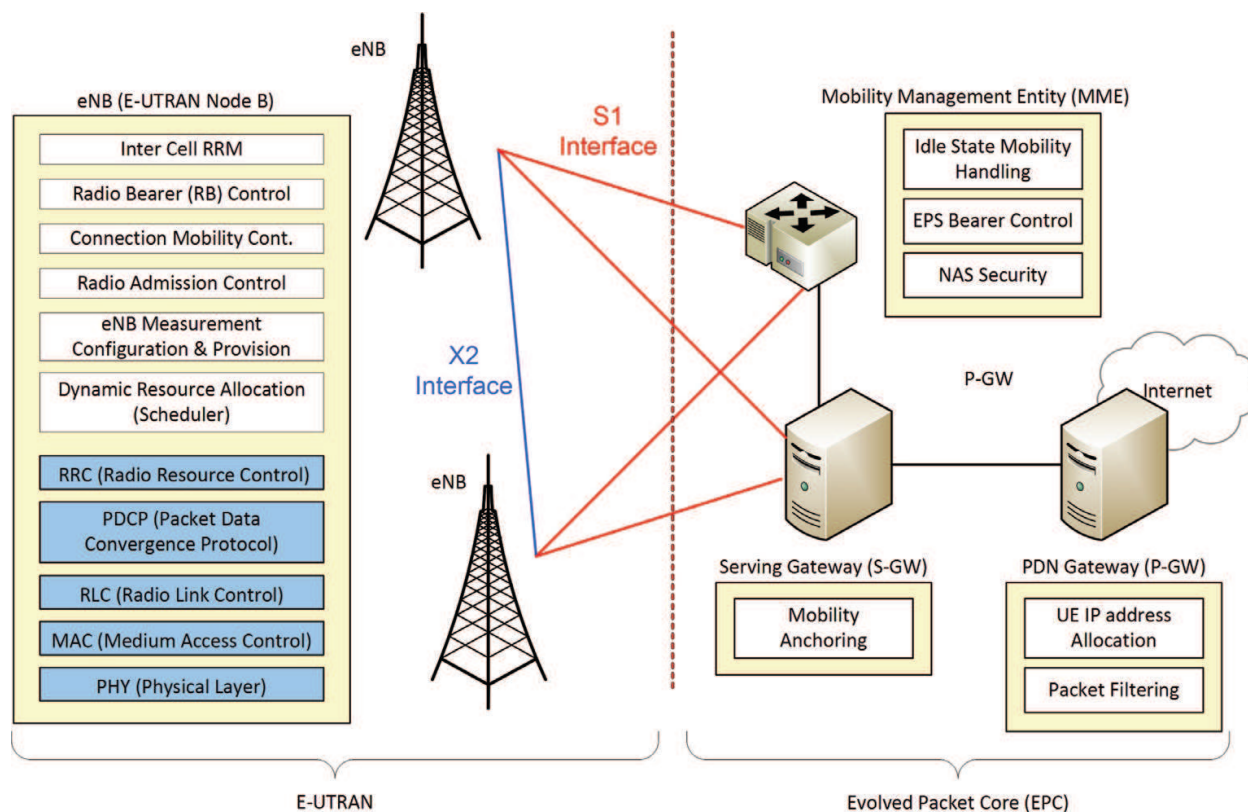 eNB
eNB (E-UTRAN Node B)
Inter Cell RRM
Radio Bearer (RB) Control
Connection Mobility Cont.
Radio Admission Control
eNB Measurement
Configuration & Provision
Dynamic Resource Allocation
(Scheduler)
RRC (Radio Resource Control)
PDCP (Packet Data
Convergence Protocol)
RLC (Radio Link Control)
MAC (Medium Access Control)
PHY (Physical Layer)
S1
Interface
X2
Interface
eNB
Mobility Management Entity (MME)
Idle State Mobility
Handling
EPS Bearer Control
NAS Security
P-GW
Internet
Serving Gateway (S-GW)
Mobility
Anchoring
PDN Gateway (P-GW)
UE IP address
Allocation
Packet Filtering
E-UTRAN
Evolved Packet Core (EPC)